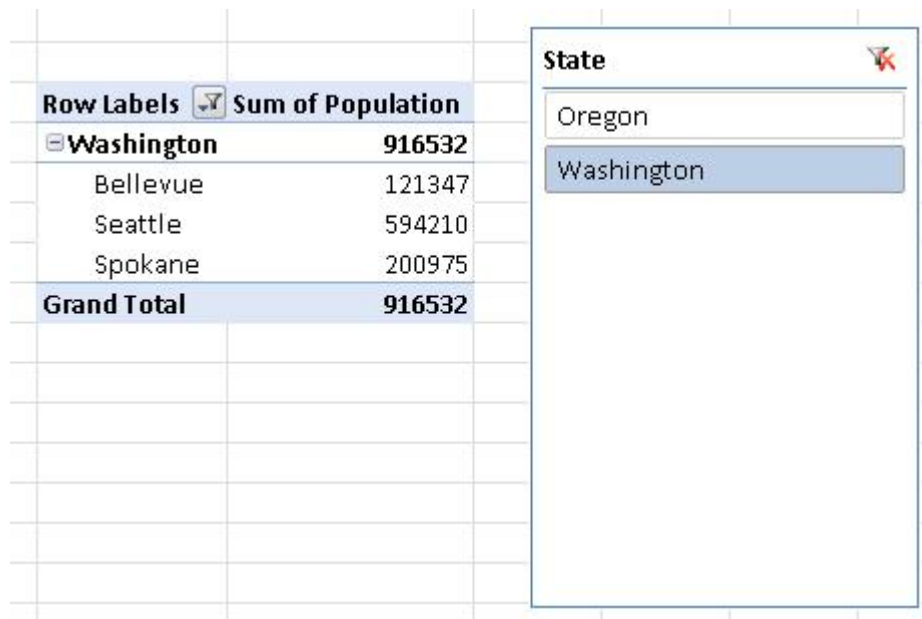 Row Labels Sum of Population
Washington 916532
Bellevue 121347
Seattle 594210
Spokane 200975
Grand Total 916532
State
Oregon
Washington